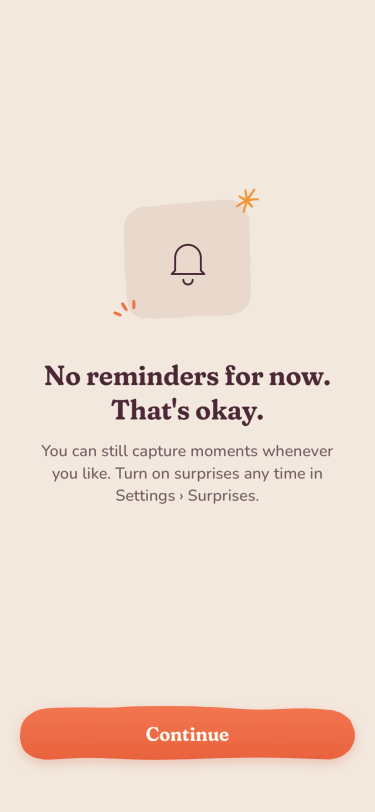 No reminders for now.
That's okay.
You can still capture moments whenever
you like. Turn on surprises any time in
Settings › Surprises.
Continue